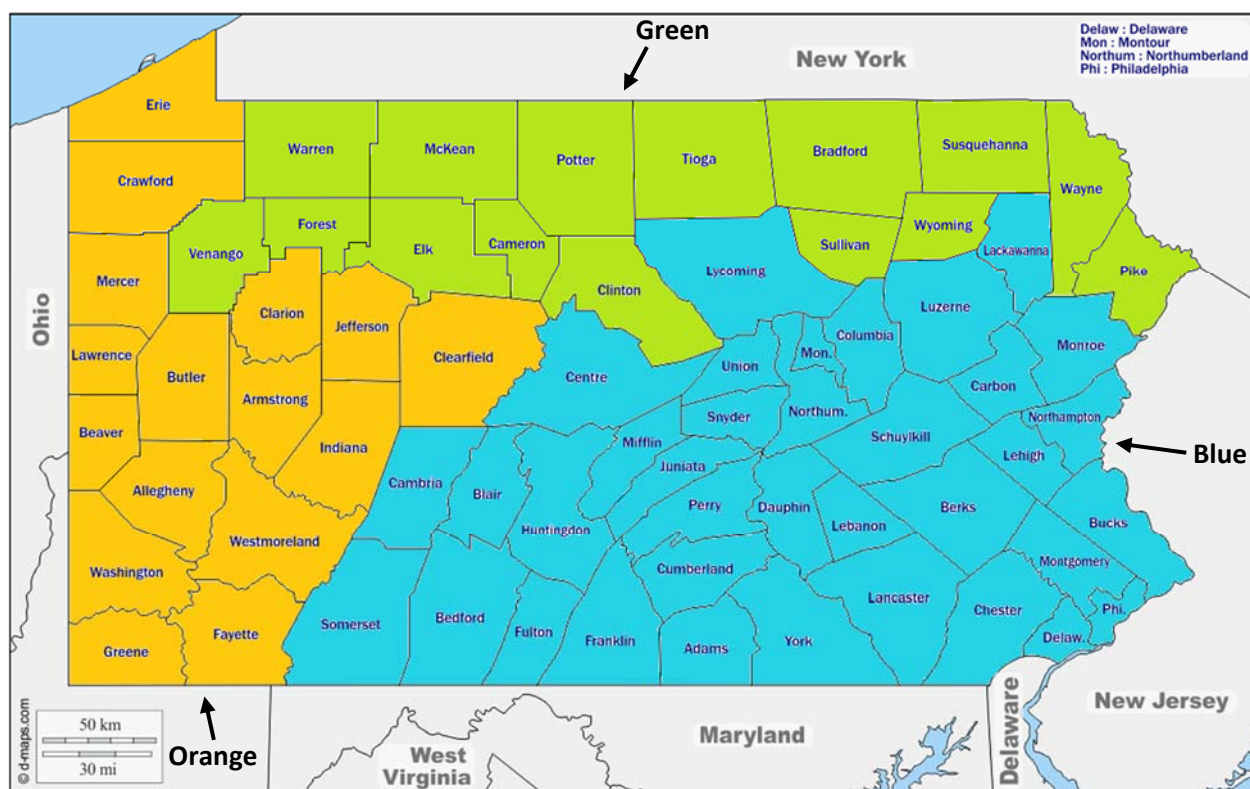 Green
New York
Delaw : Delaware
Mon : Montour
Northum : Northumberland
Phi : Philadelphia
Erie
Warren
McKean
Potter
Tioga
Bradford
Susquehanna
Wayne
Crawford
Venango
Forest
Elk
Cameron
Sullivan
Wyoming
Lackawanna
Pike
Mercer
Clarion
Jefferson
Clinton
Lycoming
Columbia
Luzerne
Monroe
Ohio
Lawrence
Butler
Clearfield
Centre
Union
Mon.
Carbon
Armstrong
Snyder
Northum.
Northampton
Beaver
Indiana
Mifflin
Schuylkill
Lehigh
Blue
Allegheny
Cambria
Blair
Juniata
Huntingdon
Perry
Dauphin
Lebanon
Berks
Bucks
Westmoreland
Washington
Cumberland
Montgomery
Lancaster
Chester
Phi.
Greene
Fayette
Somerset
Bedford
Fulton
Franklin
Adams
York
Delaw.
© d-maps.com
50 km
30 mi
Orange
West
Virginia
Maryland
Delaware
New Jersey